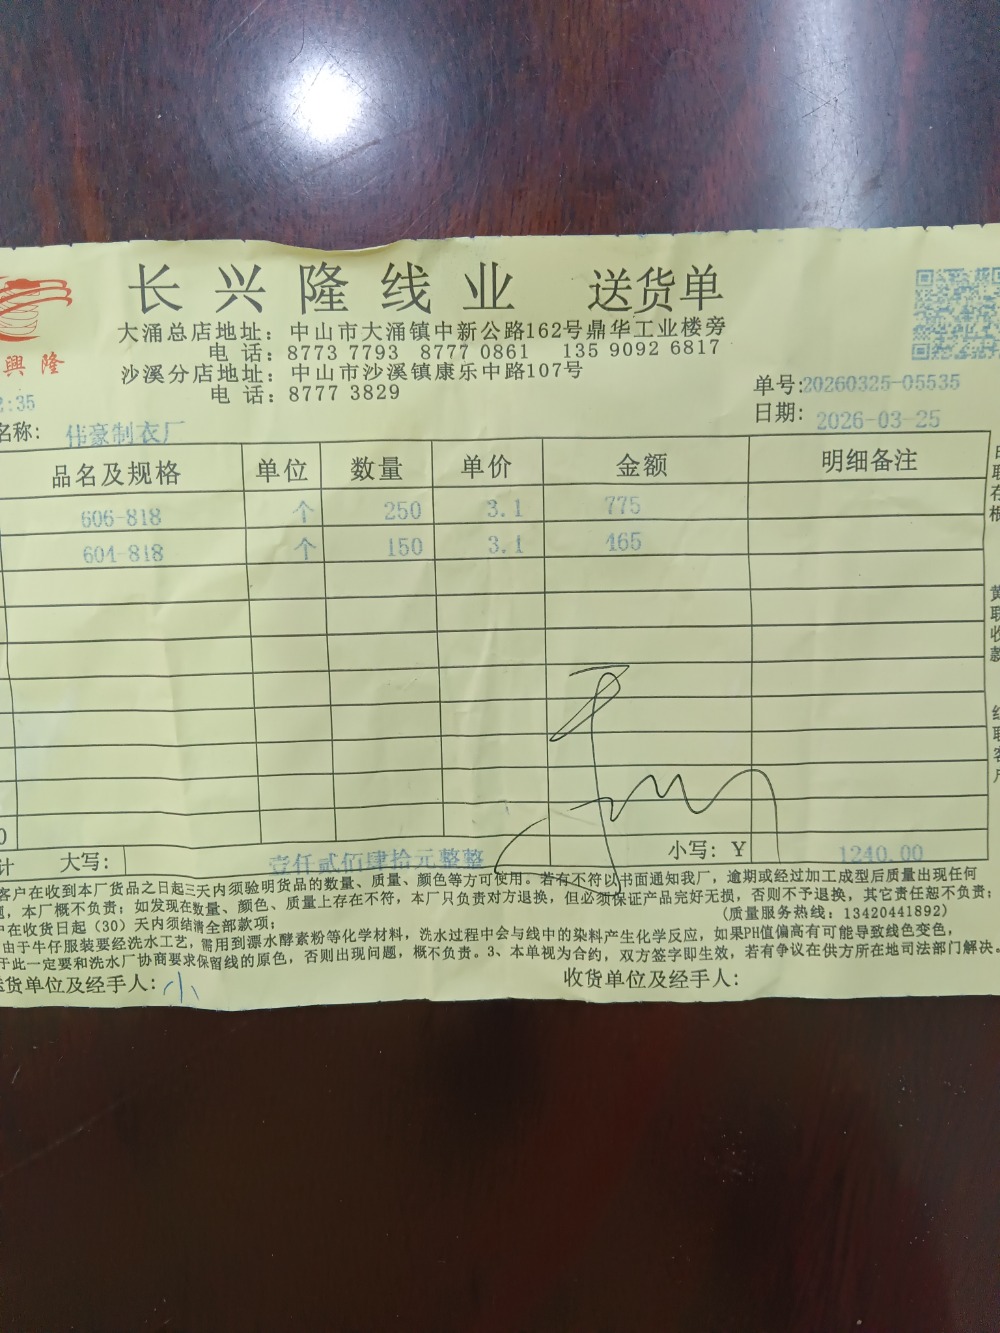 长兴隆线业 送货单
興隆
大涌总店地址：中山市大涌镇中新公路162号鼎华工业楼旁
电 话：8773 7793 8777 0861 135 9092 6817
沙溪分店地址：中山市沙溪镇康乐中路107号
电 话：8777 3829
:35
单号:20260325-05535
日期: 2026-03-25
名称: 伟豪制衣厂
品名及规格 单位 数量 单价 金额 明细备注
606-818 个 250 3.1 775
604-818 个 150 3.1 465
大写: 壹仟贰佰肆拾元整整 小写: ¥ 1240.00
客户在收到本厂货品之日起三天内须验明货品的数量、质量、颜色等方可使用。若有不符以书面通知我厂，逾期或经过加工成型后质量出现任何
，本厂概不负责；如发现在数量、颜色、质量上存在不符，本厂只负责对方退换，但必须保证产品完好无损，否则不予退换，其它责任恕不负责；
在收货日起（30）天内须结清全部款项； (质量服务热线：13420441892)
由于牛仔服装要经洗水工艺，需用到漂水酵素粉等化学材料，洗水过程中会与线中的染料产生化学反应，如果PH值偏高有可能导致线色变色，
于此一定要和洗水厂协商要求保留线的原色，否则出现问题，概不负责。3、本单视为合约，双方签字即生效，若有争议在供方所在地司法部门解决。
货单位及经手人: 小 收货单位及经手人:
联存根
黄联收款
联客